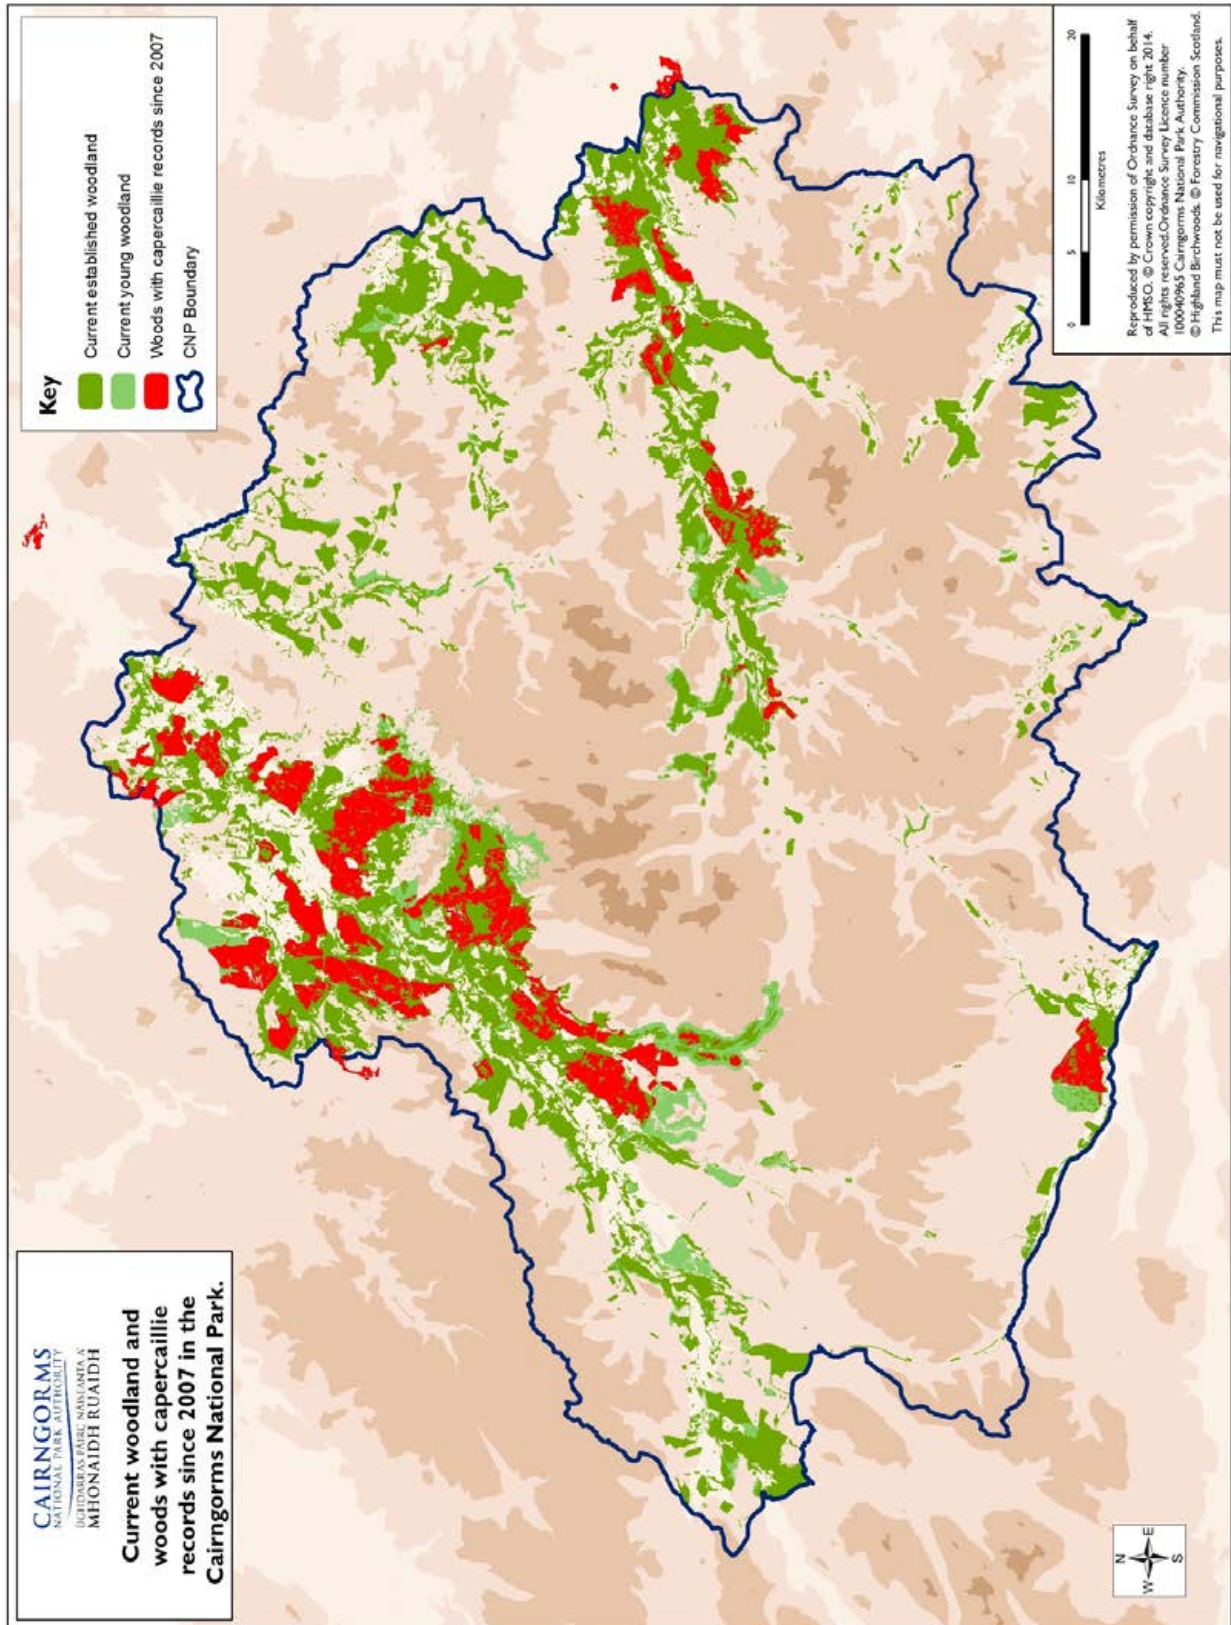 CAIRNGORMS
NATIONAL PARK AUTHORITY
ÙGHDARRAS PÀIRC NÀISEANTA A'
MHONAIDH RUAIDH
Current woodland and
woods with capercaillie
records since 2007 in the
Cairngorms National Park.
Key
Current established woodland
Current young woodland
Woods with capercaillie records since 2007
CNP Boundary
N
W E
S
0 5 10 20
Kilometres
Reproduced by permission of Ordnance Survey on behalf
of HMSO. © Crown copyright and database right 2014.
All rights reserved.Ordnance Survey Licence number
100040965 Cairngorms National Park Authority.
© Highland Birchwoods. © Forestry Commission Scotland.
This map must not be used for navigational purposes.